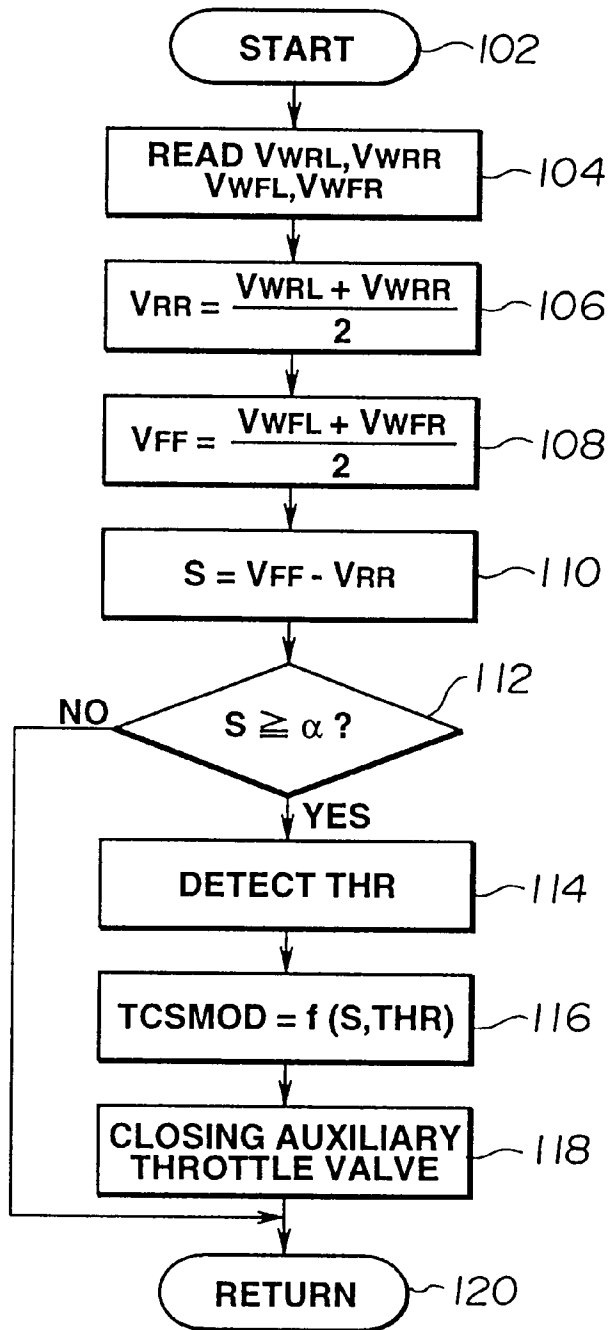 START
102
READ VWRL,VWRR
VWFL,VWFR
104
VRR = VWRL + VWRR / 2
106
VFF = VWFL + VWFR / 2
108
S = VFF - VRR
110
112
NO
S ≧ α ?
YES
DETECT THR
114
TCSMOD = f (S,THR)
116
CLOSING AUXILIARY
THROTTLE VALVE
118
RETURN
120